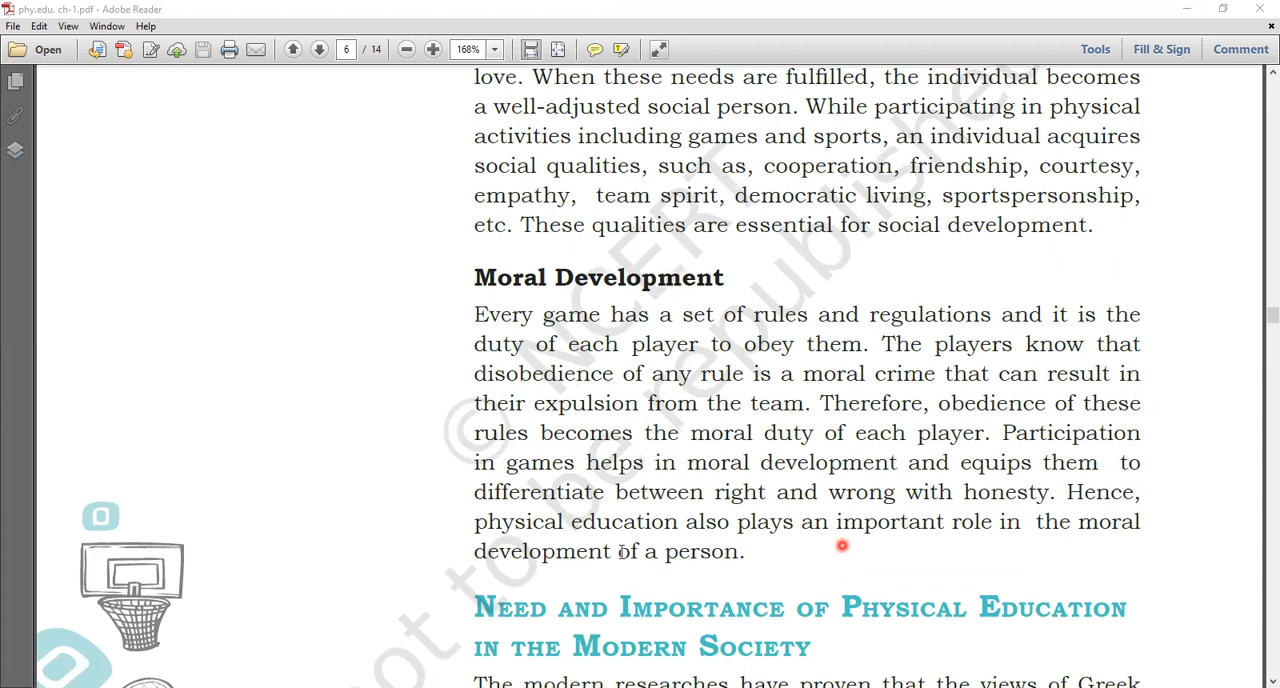 phy.edu. ch-1.pdf - Adobe Reader
File Edit View Window Help
Open 6 / 14 168% Tools Fill & Sign Comment
love. When these needs are fulfilled, the individual becomes
a well-adjusted social person. While participating in physical
activities including games and sports, an individual acquires
social qualities, such as, cooperation, friendship, courtesy,
empathy, team spirit, democratic living, sportspersonship,
etc. These qualities are essential for social development.
Moral Development
Every game has a set of rules and regulations and it is the
duty of each player to obey them. The players know that
disobedience of any rule is a moral crime that can result in
their expulsion from the team. Therefore, obedience of these
rules becomes the moral duty of each player. Participation
in games helps in moral development and equips them to
differentiate between right and wrong with honesty. Hence,
physical education also plays an important role in the moral
development of a person.
NEED AND IMPORTANCE OF PHYSICAL EDUCATION
IN THE MODERN SOCIETY
The modern researches have proven that the views of Greek
© NCERT
not to be republished